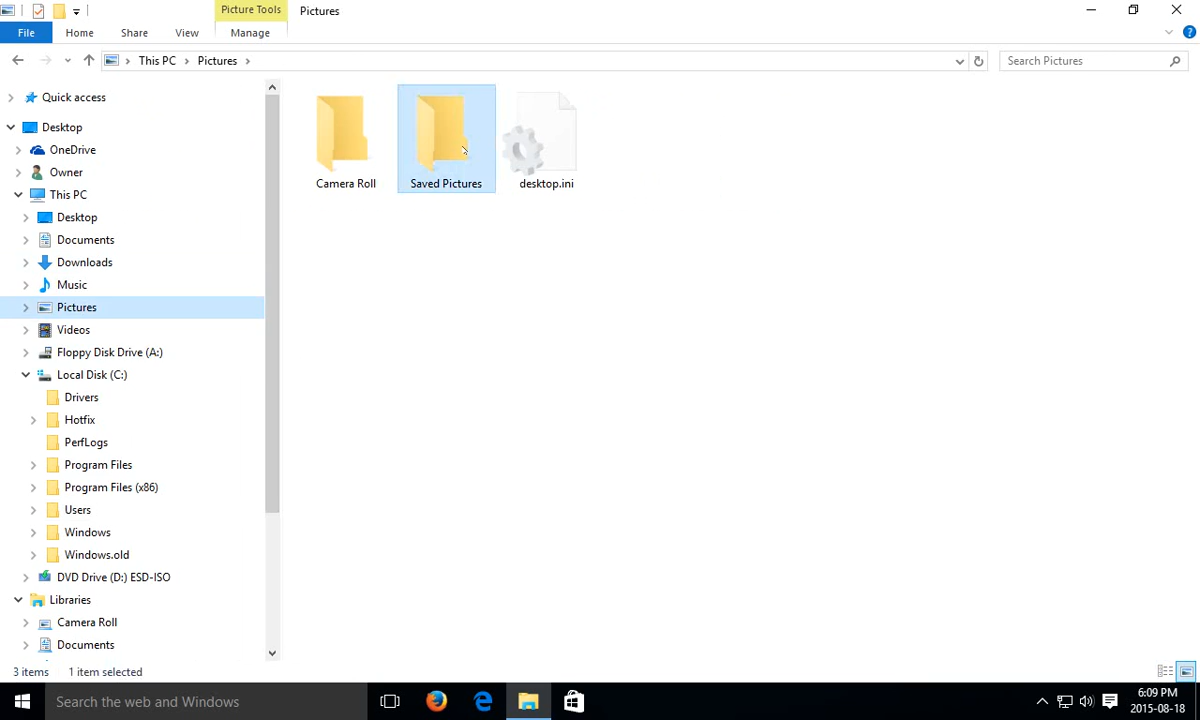 Picture Tools
Pictures
File
Home
Share
View
Manage
This PC
Pictures
Search Pictures
Quick access
Desktop
OneDrive
Owner
This PC
Desktop
Documents
Downloads
Music
Pictures
Videos
Floppy Disk Drive (A:)
Local Disk (C:)
Drivers
Hotfix
PerfLogs
Program Files
Program Files (x86)
Users
Windows
Windows.old
DVD Drive (D:) ESD-ISO
Libraries
Camera Roll
Documents
Camera Roll
Saved Pictures
desktop.ini
3 items
1 item selected
Search the web and Windows
6:09 PM
2015-08-18